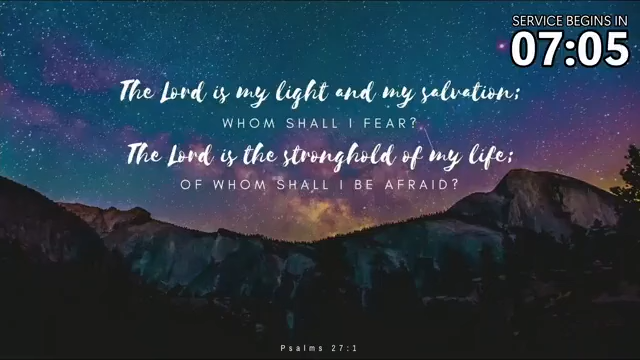 SERVICE BEGINS IN
07:05
The Lord is my light and my salvation;
WHOM SHALL I FEAR?
The Lord is the stronghold of my life;
OF WHOM SHALL I BE AFRAID?
Psalms 27:1